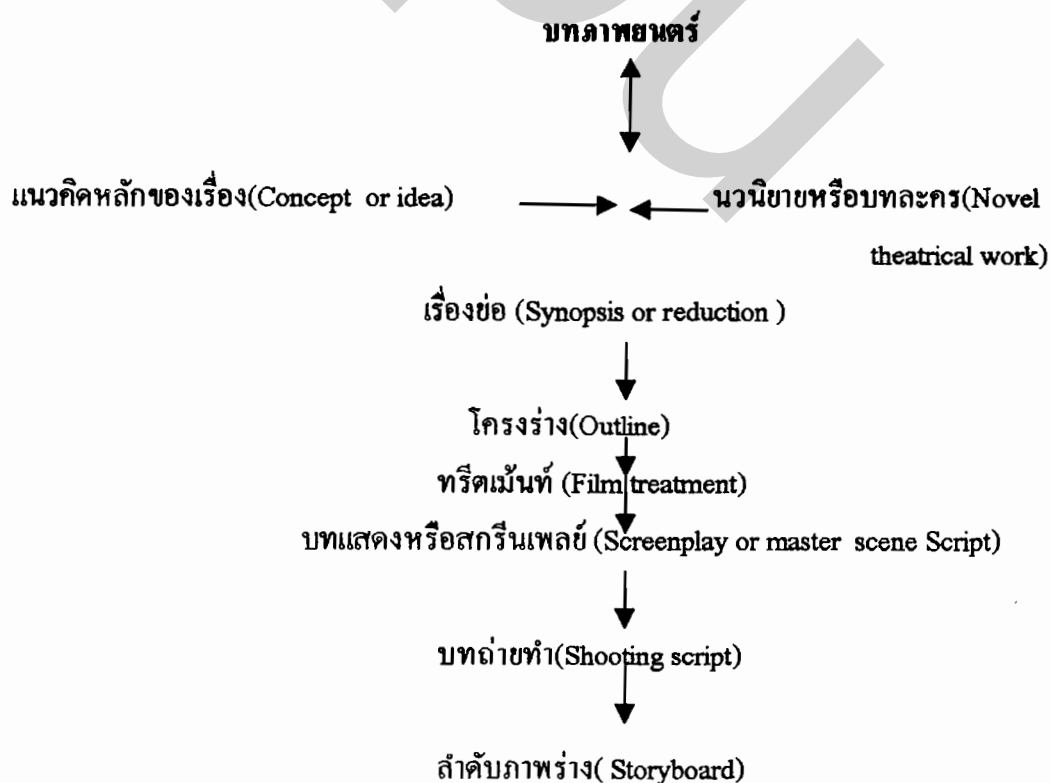 บทภาพยนตร์
แนวคิดหลักของเรื่อง(Concept or idea)
นวนิยายหรือบทละคร(Novel
theatrical work)
เรื่องย่อ (Synopsis or reduction )
โครงร่าง(Outline)
ทรีตเม้นท์ (Film treatment)
บทแสดงหรือสกรีนเพลย์ (Screenplay or master scene Script)
บทถ่ายทำ(Shooting script)
ลำดับภาพร่าง( Storyboard)